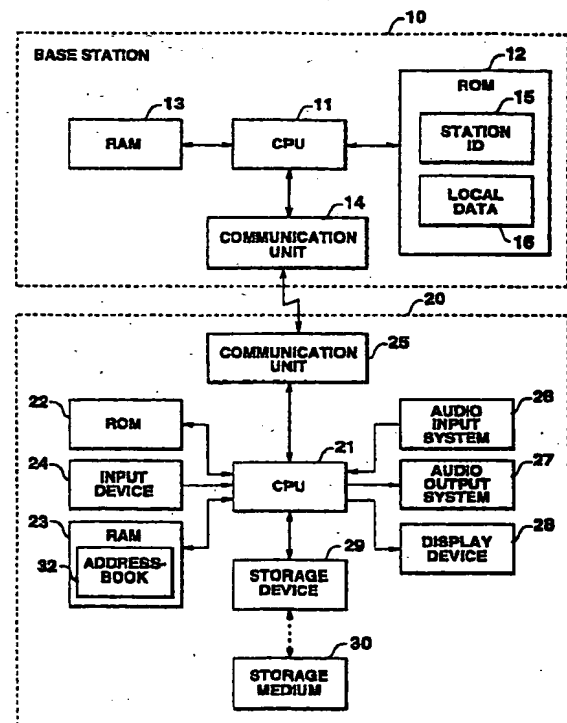 10
BASE STATION
12
ROM
13
RAM
11
CPU
15
STATION
ID
LOCAL
DATA
16
14
COMMUNICATION
UNIT
20
COMMUNICATION
UNIT
25
22
ROM
24
INPUT
DEVICE
23
RAM
32
ADDRESS-
BOOK
21
CPU
AUDIO
INPUT
SYSTEM
26
AUDIO
OUTPUT
SYSTEM
27
DISPLAY
DEVICE
28
29
STORAGE
DEVICE
30
STORAGE
MEDIUM